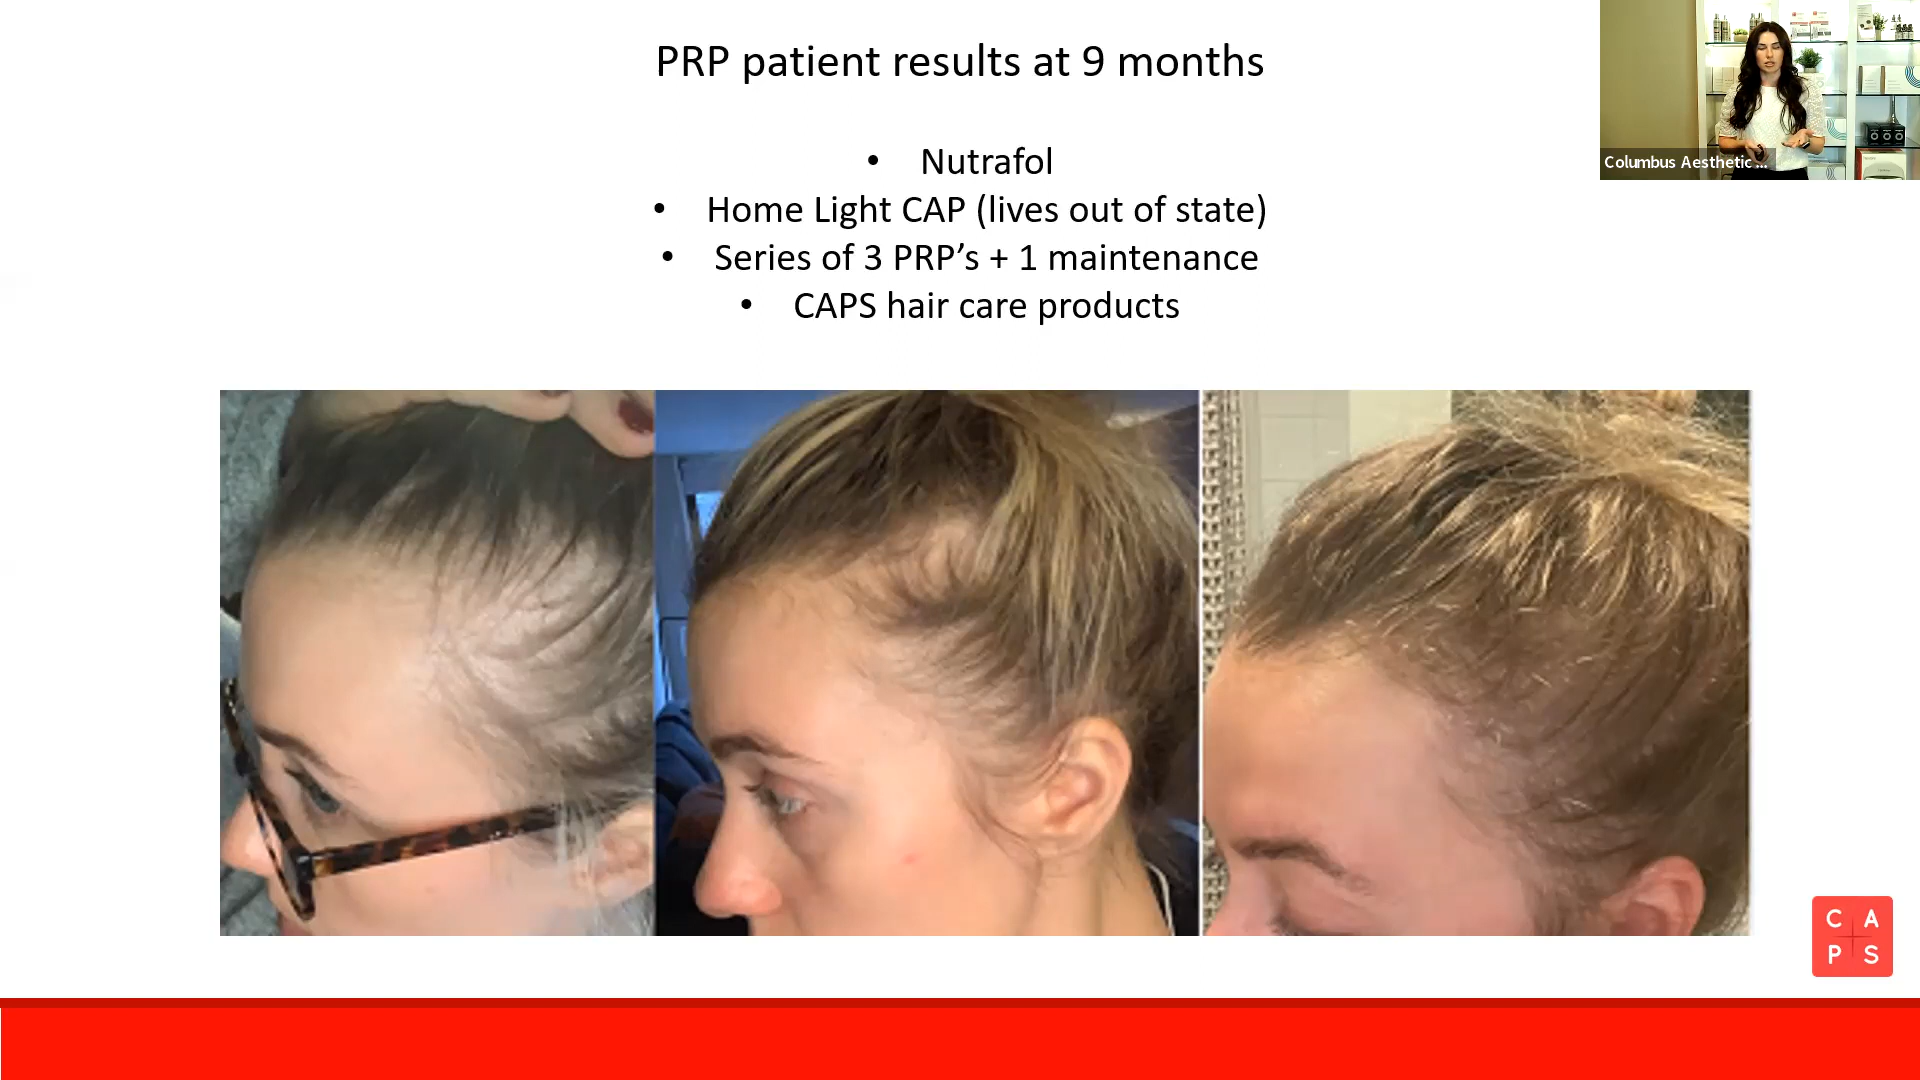 PRP patient results at 9 months
• Nutrafol
• Home Light CAP (lives out of state)
• Series of 3 PRP’s + 1 maintenance
• CAPS hair care products
Columbus Aesthetic ...
C A
P S